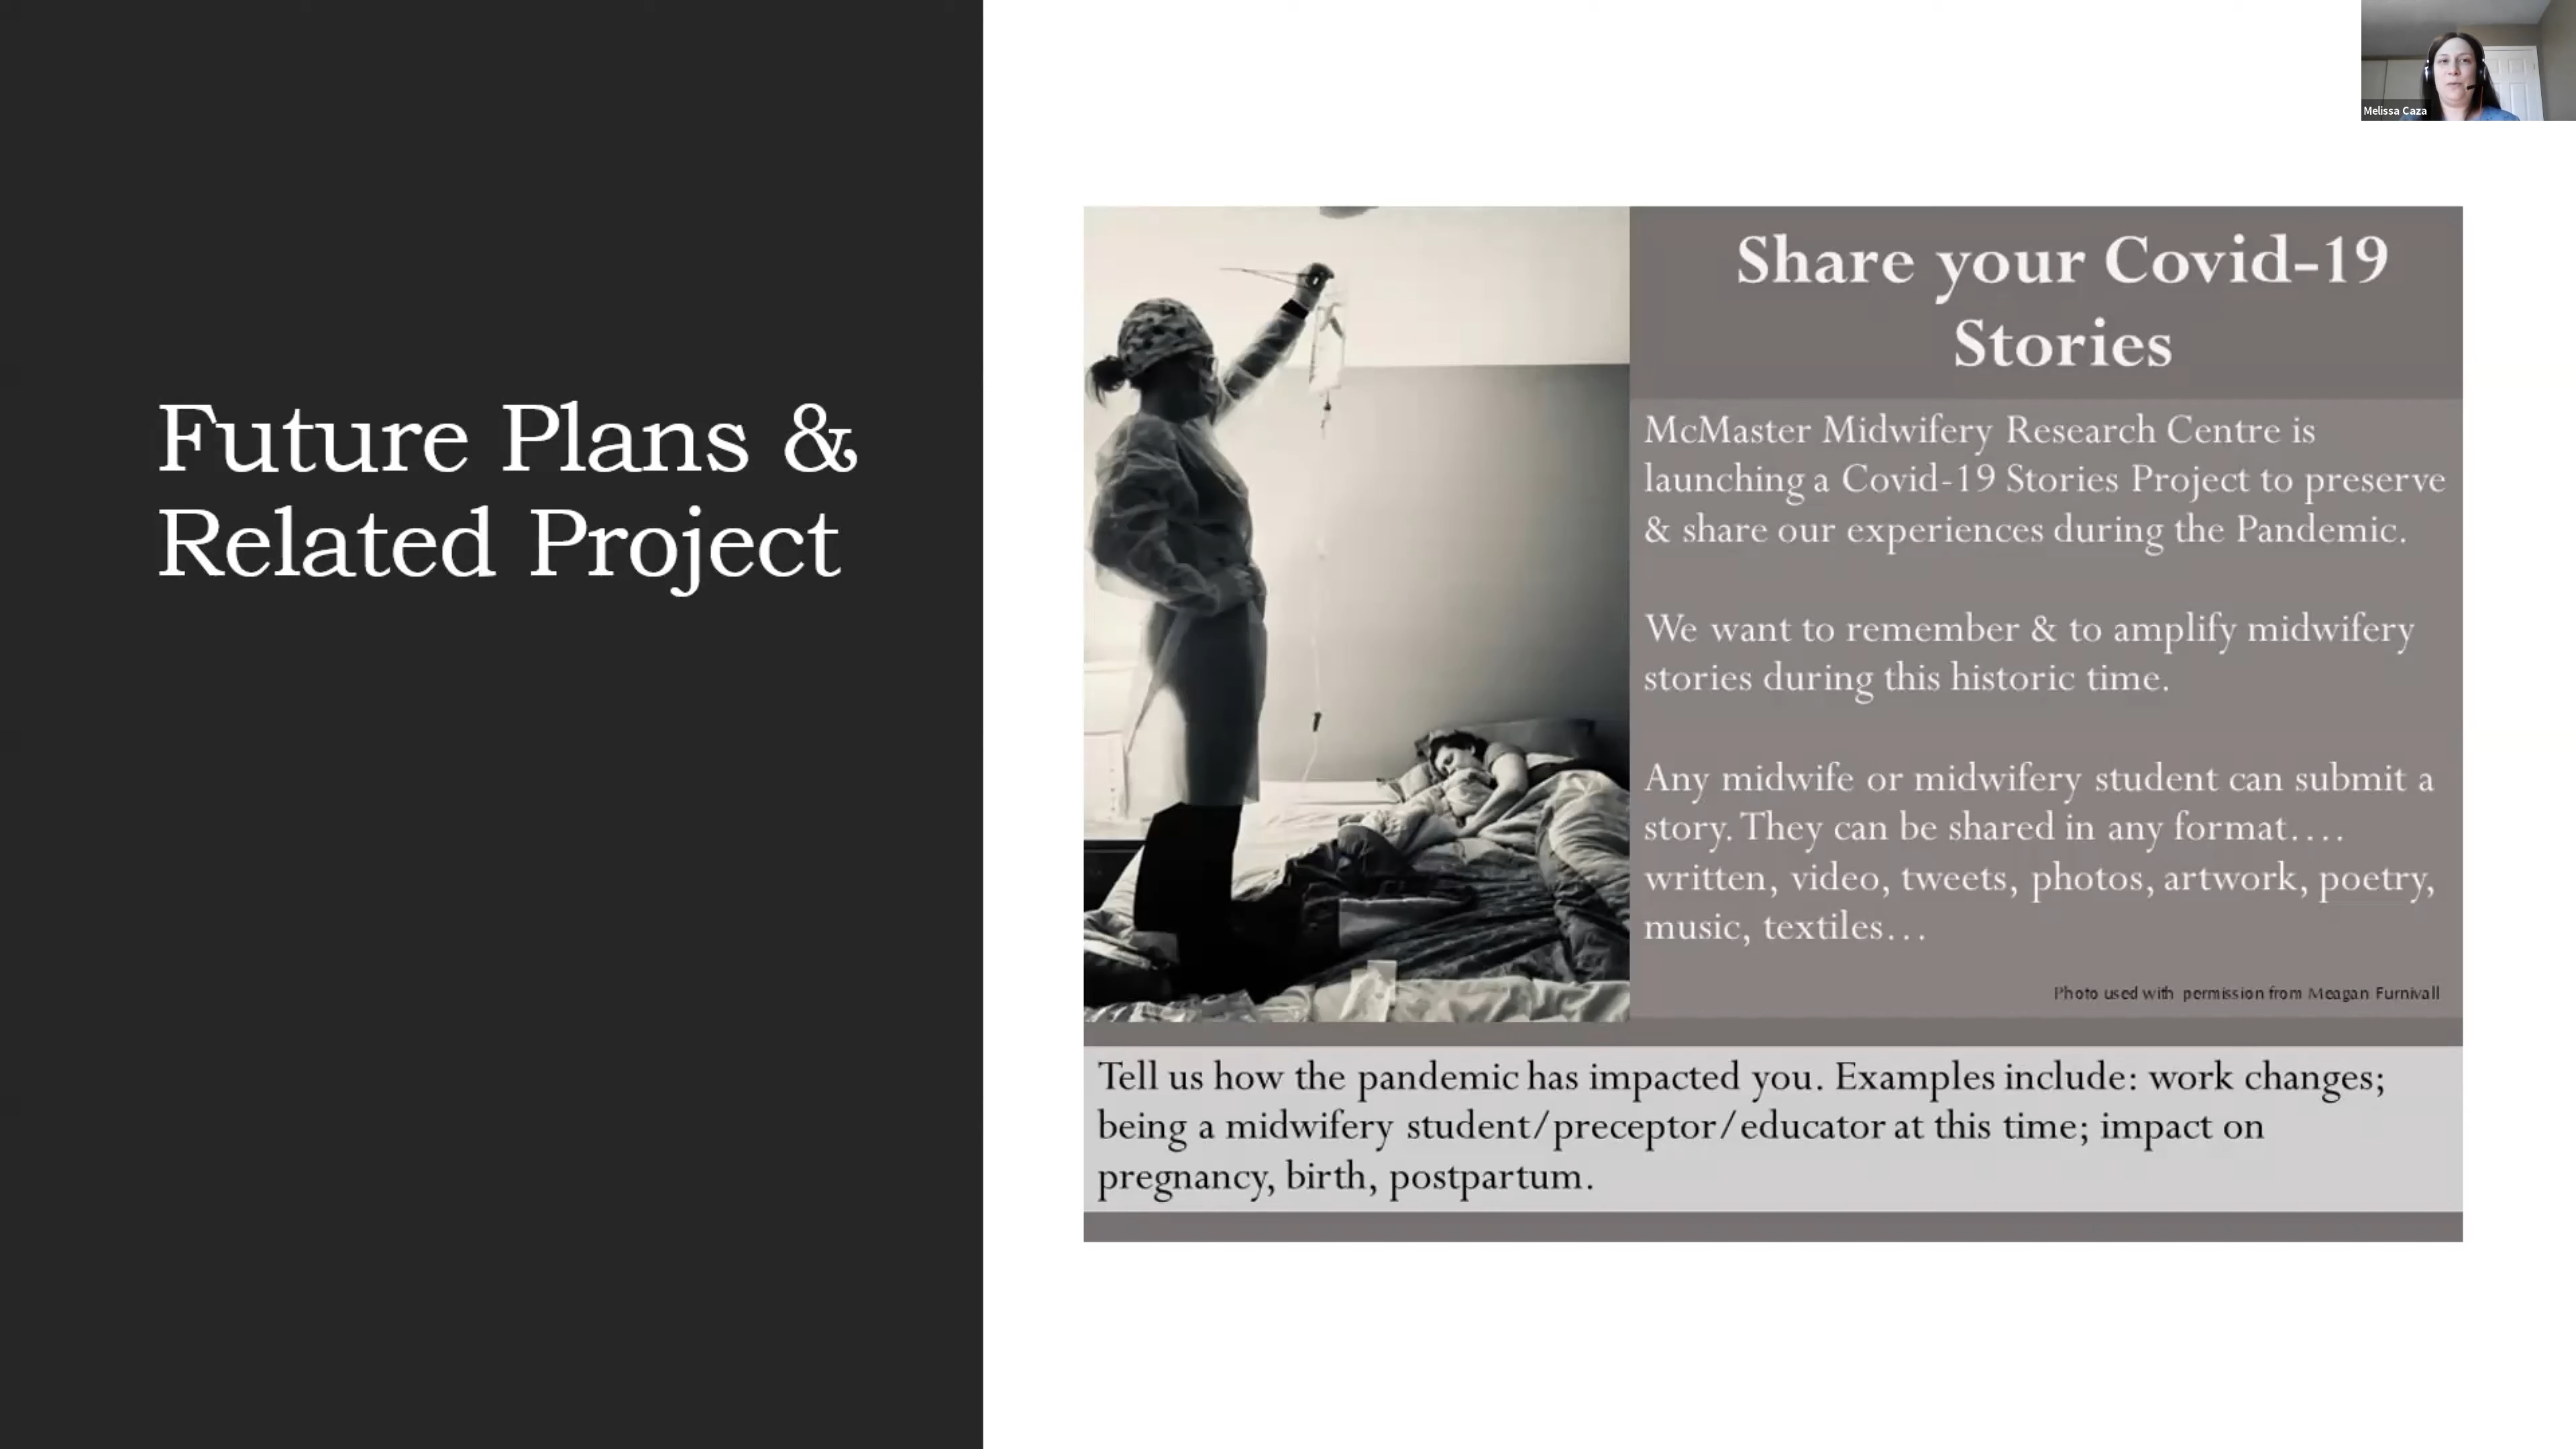 Future Plans &
Related Project
Melissa Caza
Share your Covid-19
Stories
McMaster Midwifery Research Centre is
launching a Covid-19 Stories Project to preserve
& share our experiences during the Pandemic.
We want to remember & to amplify midwifery
stories during this historic time.
Any midwife or midwifery student can submit a
story. They can be shared in any format….
written, video, tweets, photos, artwork, poetry,
music, textiles…
Photo used with permission from Meagan Furnivall
Tell us how the pandemic has impacted you. Examples include: work changes;
being a midwifery student/preceptor/educator at this time; impact on
pregnancy, birth, postpartum.